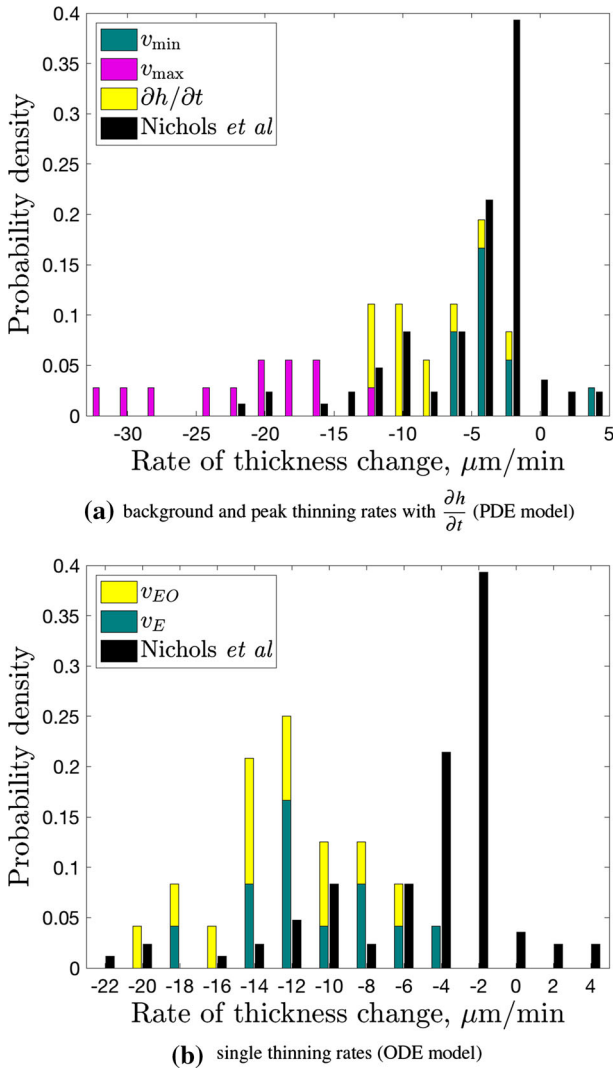 0.4
0.35
0.3
0.25
0.2
0.15
0.1
0.05
0
Probability density
v_min
v_max
∂h/∂t
Nichols et al
-30 -25 -20 -15 -10 -5 0 5
Rate of thickness change, μm/min
(a) background and peak thinning rates with ∂h/∂t (PDE model)
0.4
0.35
0.3
0.25
0.2
0.15
0.1
0.05
0
Probability density
v_EO
v_E
Nichols et al
-22 -20 -18 -16 -14 -12 -10 -8 -6 -4 -2 0 2 4
Rate of thickness change, μm/min
(b) single thinning rates (ODE model)